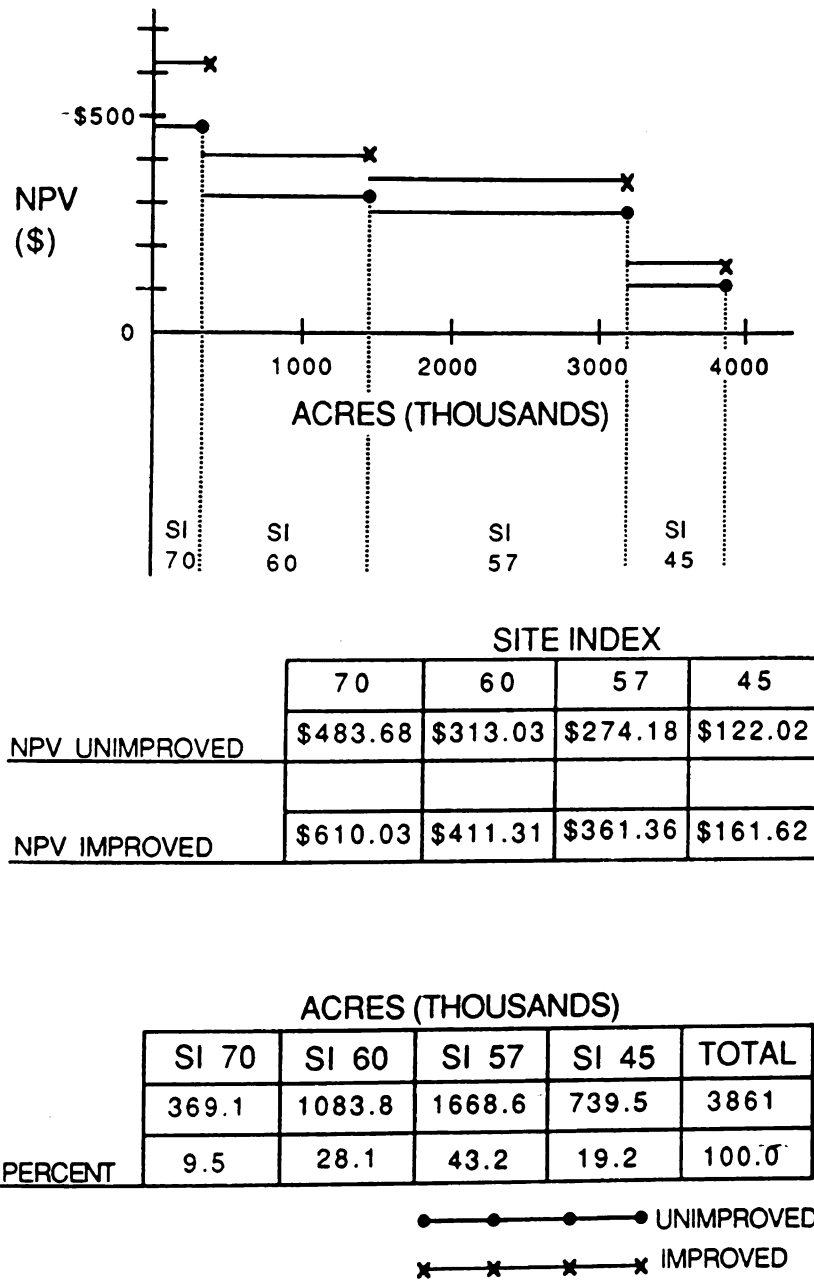 -$500
NPV
($)
0
1000 2000 3000 4000
ACRES (THOUSANDS)
SI SI SI SI
70 60 57 45
SITE INDEX
70 60 57 45
NPV UNIMPROVED $483.68 $313.03 $274.18 $122.02
NPV IMPROVED $610.03 $411.31 $361.36 $161.62
ACRES (THOUSANDS)
SI 70 SI 60 SI 57 SI 45 TOTAL
369.1 1083.8 1668.6 739.5 3861
PERCENT 9.5 28.1 43.2 19.2 100.0
UNIMPROVED
IMPROVED